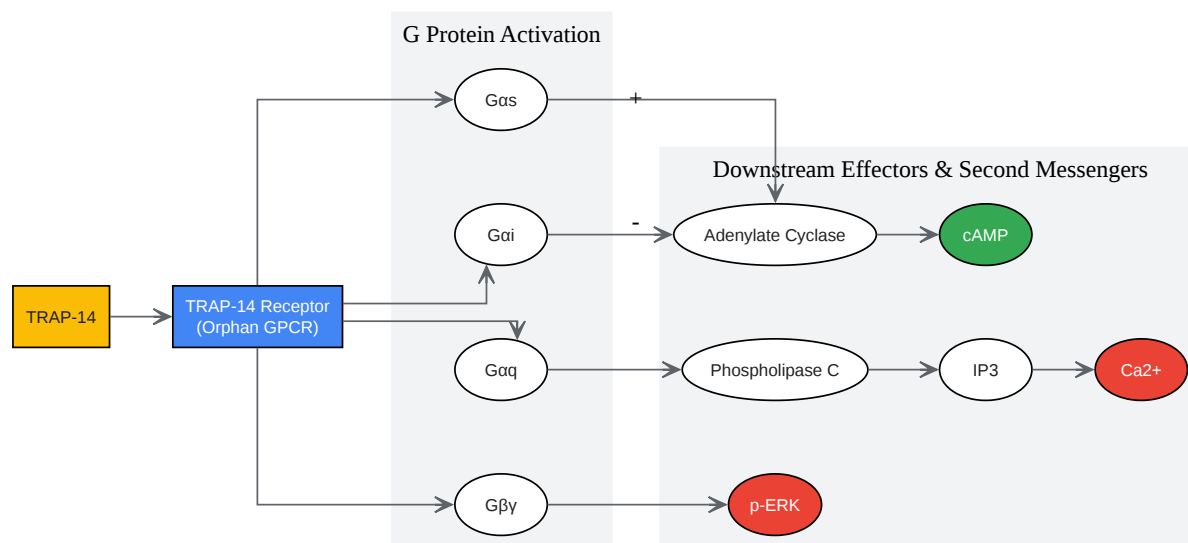 G Protein Activation
Gαs
+
Downstream Effectors & Second Messengers
Gαi
-
Adenylate Cyclase
cAMP
TRAP-14
TRAP-14 Receptor
(Orphan GPCR)
Gαq
Phospholipase C
IP3
Ca2+
Gβγ
p-ERK